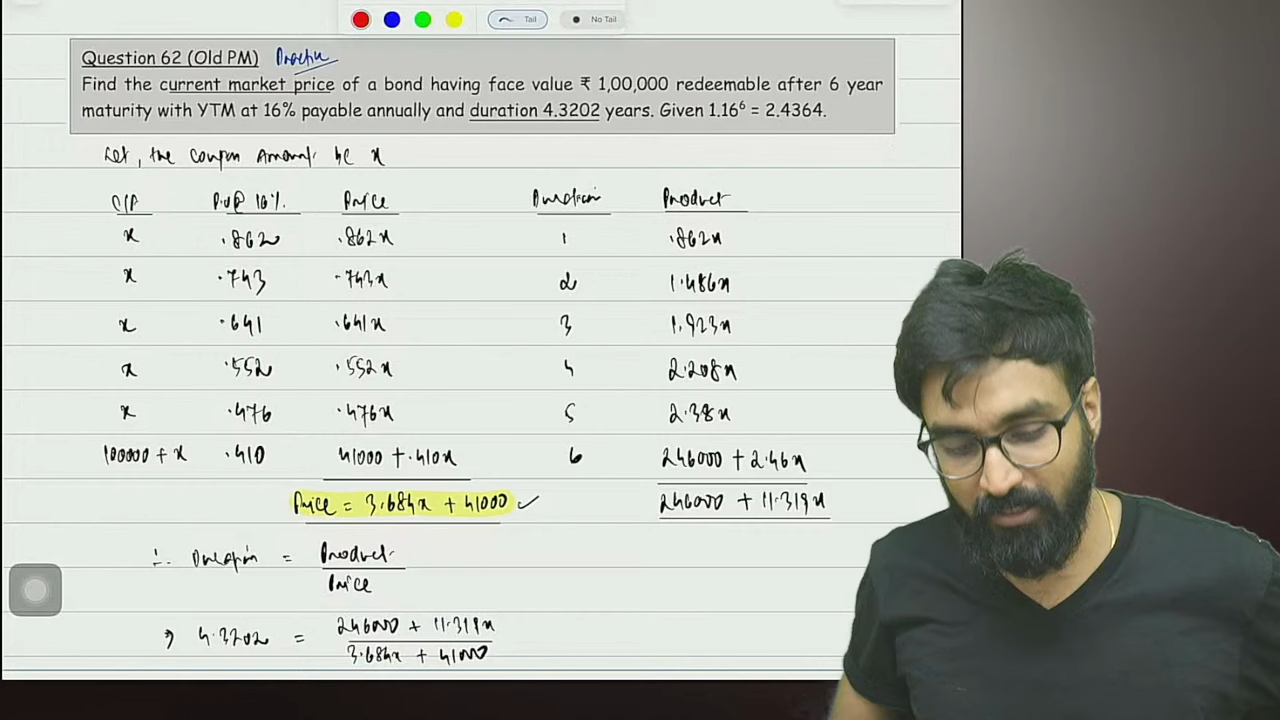 Tail No Tail
Question 62 (Old PM) Practice
Find the current market price of a bond having face value ₹ 1,00,000 redeemable after 6 year
maturity with YTM at 16% payable annually and duration 4.3202 years. Given 1.16⁶ = 2.4364.
Let, the Coupon Amount be x
C/F P.V@ 16%. Price Duration Product
x .862 .862x 1 .862x
x .743 .743x 2 1.486x
x .641 .641x 3 1.923x
x .552 .552x 4 2.208x
x .476 .476x 5 2.38x
100000 + x .410 41000 + .410x 6 246000 + 2.46x
Price = 3.684x + 41000 ✓ 246000 + 11.319x
∴ Duration = Product
Price
⇒ 4.3202 = 246000 + 11.319x
3.684x + 41000